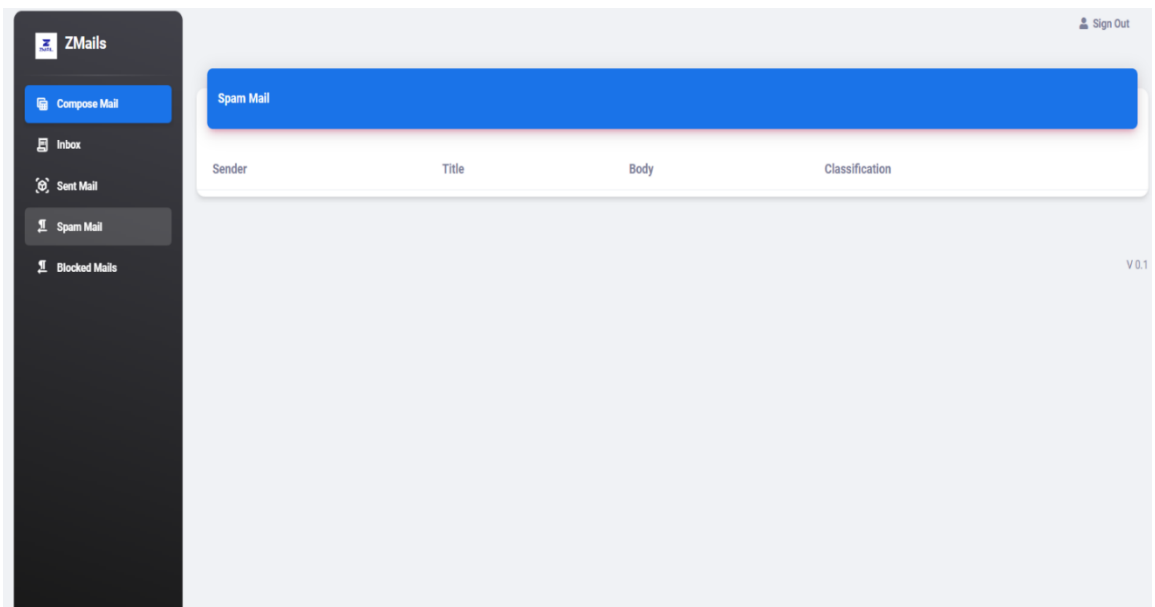 ZMails
Sign Out
Compose Mail
Inbox
Sent Mail
Spam Mail
Blocked Mails
Spam Mail
Sender Title Body Classification
V 0.1